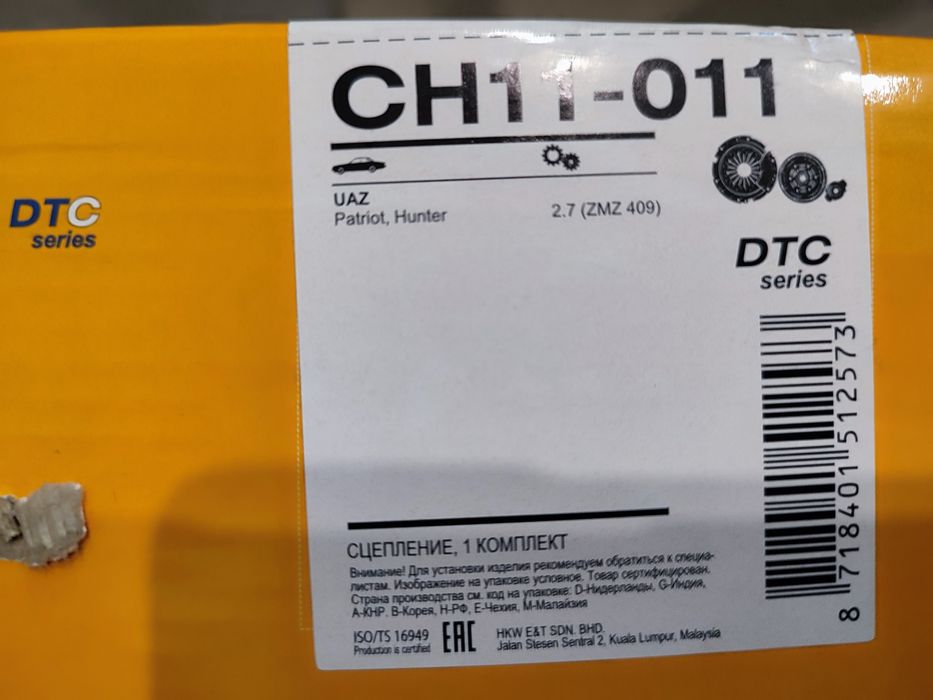 DTC
series
CH11-011
UAZ
Patriot, Hunter
2.7 (ZMZ 409)
DTC
series
8 718401 512573
СЦЕПЛЕНИЕ, 1 КОМПЛЕКТ
Внимание! Для установки изделия рекомендуем обратиться к специа-
листам. Изображение на упаковке условное. Товар сертифицирован.
Страна производства см. код на упаковке: D-Нидерланды, G-Индия,
A-КНР. B-Корея, H-РФ, E-Чехия, M-Малайзия
ISO/TS 16949
Production is certified
EAC
HKW E&T SDN. BHD.
Jalan Stesen Sentral 2, Kuala Lumpur, Malaysia